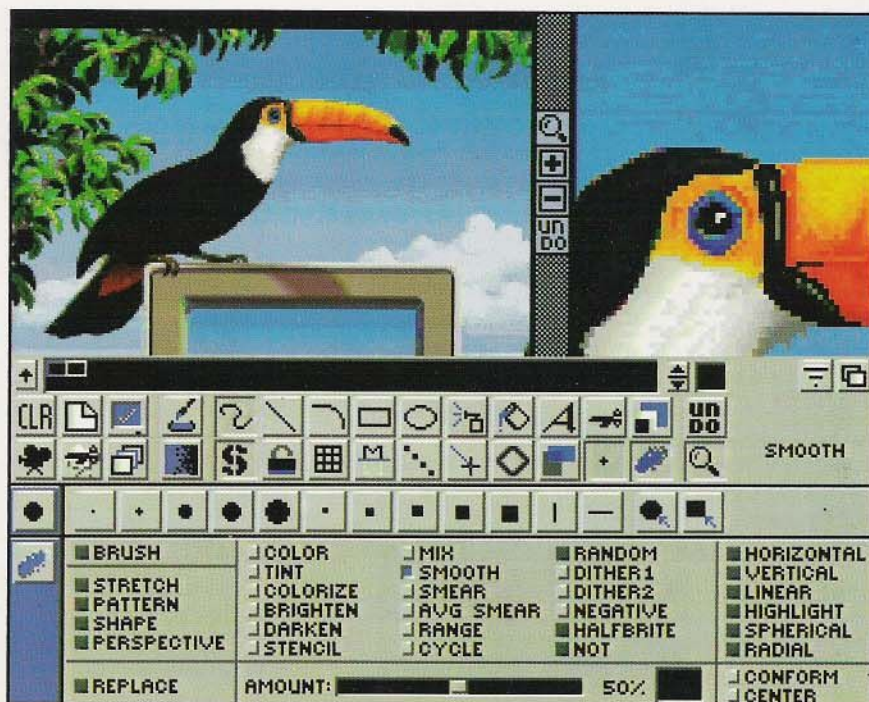 UN
DO
CLR
A
UN
DO
$
M
SMOOTH
BRUSH
STRETCH
PATTERN
SHAPE
PERSPECTIVE
REPLACE
COLOR
TINT
COLORIZE
BRIGHTEN
DARKEN
STENCIL
MIX
SMOOTH
SMEAR
AVG SMEAR
RANGE
CYCLE
RANDOM
DITHER1
DITHER2
NEGATIVE
HALFBRITE
NOT
HORIZONTAL
VERTICAL
LINEAR
HIGHLIGHT
SPHERICAL
RADIAL
AMOUNT: 50%
CONFORM
CENTER